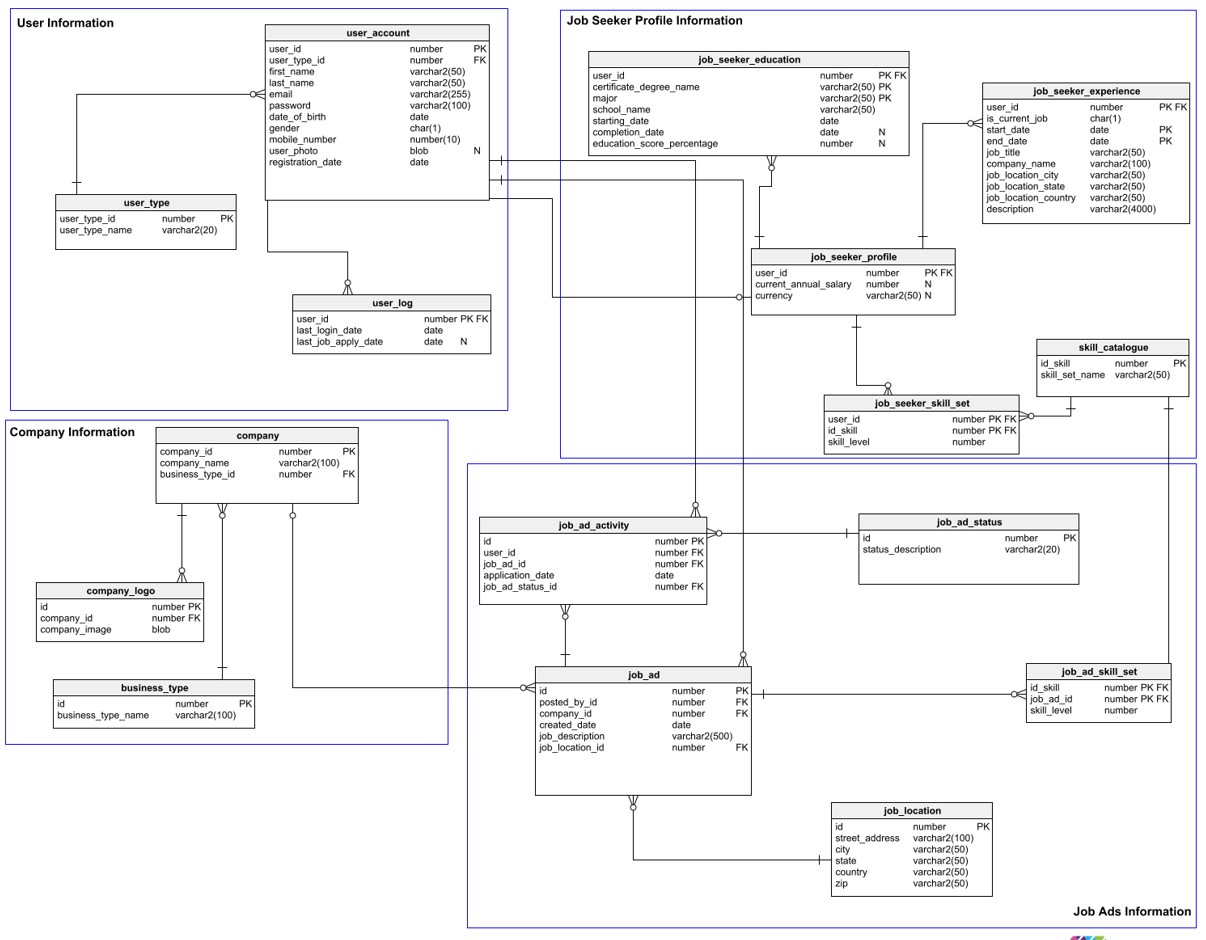 User Information
user_account
user_id number PK
user_type_id number FK
first_name varchar2(50)
last_name varchar2(50)
email varchar2(255)
password varchar2(100)
date_of_birth date
gender char(1)
mobile_number number(10)
user_photo blob N
registration_date date
user_type
user_type_id number PK
user_type_name varchar2(20)
user_log
user_id number PK FK
last_login_date date
last_job_apply_date date N
Job Seeker Profile Information
job_seeker_education
user_id number PK FK
certificate_degree_name varchar2(50) PK
major varchar2(50) PK
school_name varchar2(50)
starting_date date
completion_date date N
education_score_percentage number N
job_seeker_experience
user_id number PK FK
is_current_job char(1)
start_date date PK
end_date date PK
job_title varchar2(50)
company_name varchar2(100)
job_location_city varchar2(50)
job_location_state varchar2(50)
job_location_country varchar2(50)
description varchar2(4000)
job_seeker_profile
user_id number PK FK
current_annual_salary number N
currency varchar2(50) N
skill_catalogue
id_skill number PK
skill_set_name varchar2(50)
job_seeker_skill_set
user_id number PK FK
id_skill number PK FK
skill_level number
Company Information
company
company_id number PK
company_name varchar2(100)
business_type_id number FK
company_logo
id number PK
company_id number FK
company_image blob
business_type
id number PK
business_type_name varchar2(100)
job_ad_activity
id number PK
user_id number FK
job_ad_id number FK
application_date date
job_ad_status_id number FK
job_ad_status
id number PK
status_description varchar2(20)
job_ad
id number PK
posted_by_id number FK
company_id number FK
created_date date
job_description varchar2(500)
job_location_id number FK
job_ad_skill_set
id_skill number PK FK
job_ad_id number PK FK
skill_level number
job_location
id number PK
street_address varchar2(100)
city varchar2(50)
state varchar2(50)
country varchar2(50)
zip varchar2(50)
Job Ads Information